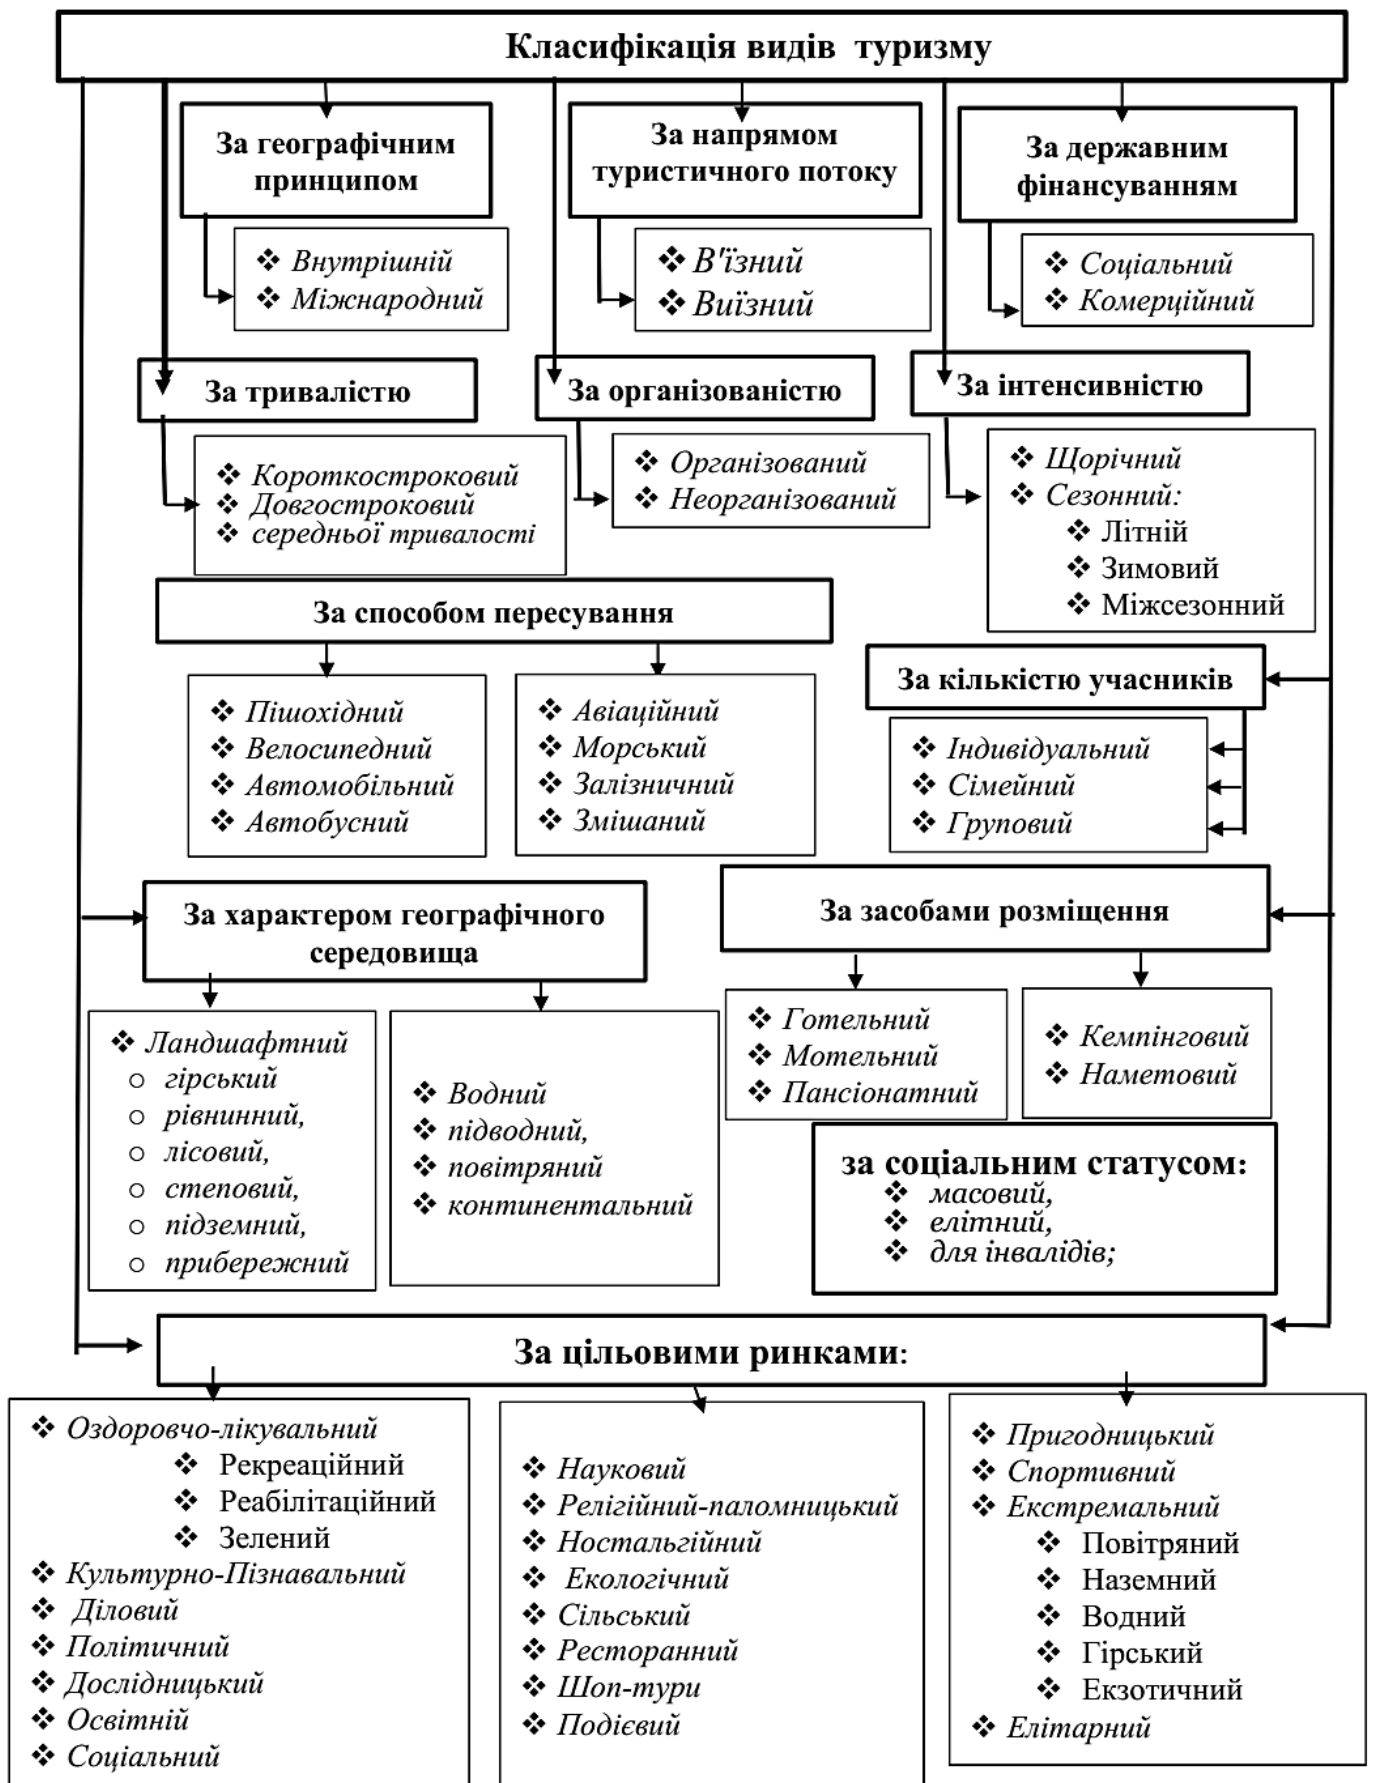 Класифікація видів туризму
За географічним
принципом
Внутрішній
Міжнародний
За напрямом
туристичного потоку
В'їзний
Виїзний
За державним
фінансуванням
Соціальний
Комерційний
За тривалістю
Короткостроковий
Довгостроковий
середньої тривалості
За організованістю
Організований
Неорганізований
За інтенсивністю
Щорічний
Сезонний:
Літній
Зимовий
Міжсезонний
За способом пересування
Пішохідний
Велосипедний
Автомобільний
Автобусний
Авіаційний
Морський
Залізничний
Змішаний
За кількістю учасників
Індивідуальний
Сімейний
Груповий
За характером географічного
середовища
Ландшафтний
гірський
рівнинний,
лісовий,
степовий,
підземний,
прибережний
Водний
підводний,
повітряний
континентальний
За засобами розміщення
Готельний
Мотельний
Пансіонатний
Кемпінговий
Наметовий
за соціальним статусом:
масовий,
елітний,
для інвалідів;
За цільовими ринками:
Оздоровчо-лікувальний
Рекреаційний
Реабілітаційний
Зелений
Культурно-Пізнавальний
Діловий
Політичний
Дослідницький
Освітній
Соціальний
Науковий
Релігійний-паломницький
Ностальгійний
Екологічний
Сільський
Ресторанний
Шоп-тури
Подієвий
Пригодницький
Спортивний
Екстремальний
Повітряний
Наземний
Водний
Гірський
Екзотичний
Елітарний